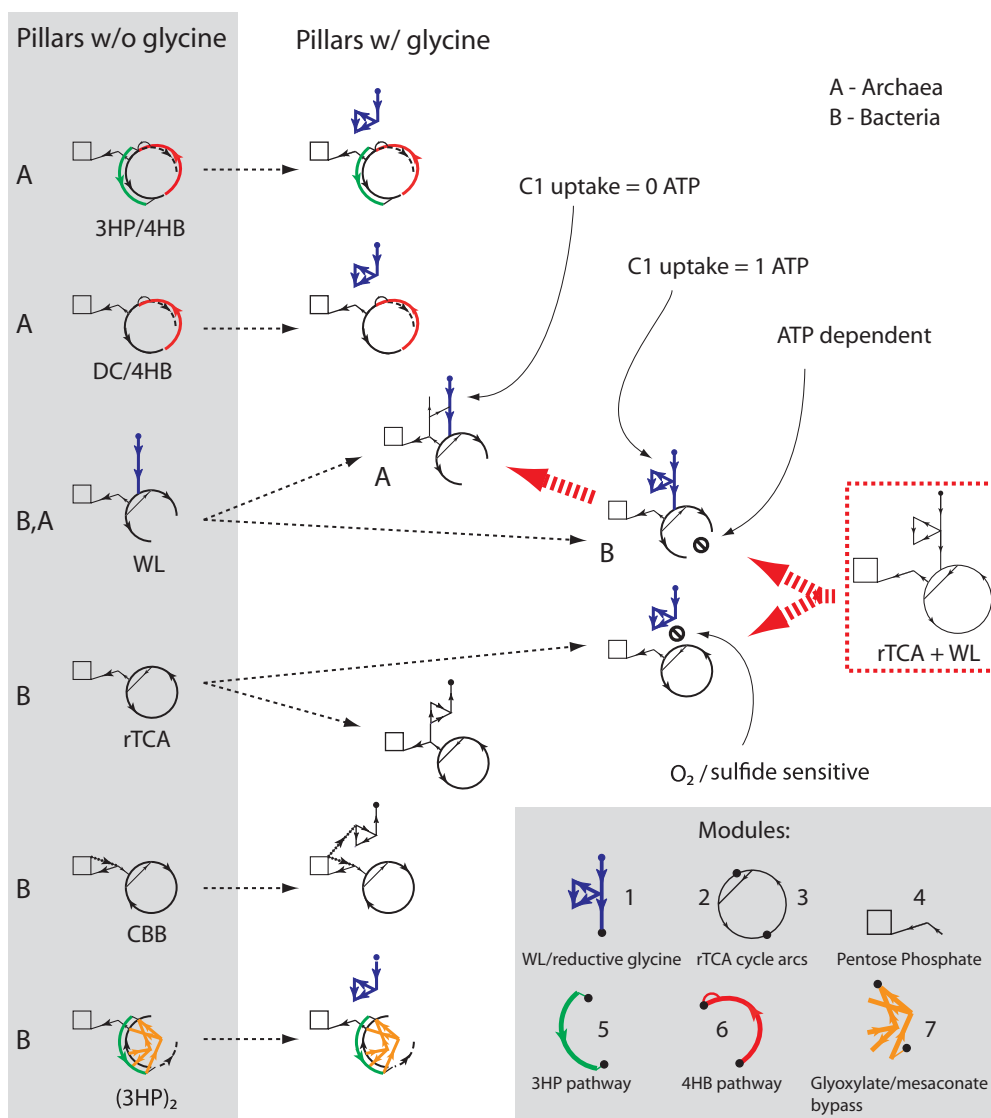 Pillars w/o glycine
Pillars w/ glycine
A - Archaea
B - Bacteria
A
3HP/4HB
C1 uptake = 0 ATP
C1 uptake = 1 ATP
A
DC/4HB
ATP dependent
A
B,A
WL
B
rTCA + WL
B
rTCA
O₂ / sulfide sensitive
B
CBB
B
(3HP)₂
Modules:
1
2
3
4
WL/reductive glycine
rTCA cycle arcs
Pentose Phosphate
5
6
7
3HP pathway
4HB pathway
Glyoxylate/mesaconate
bypass